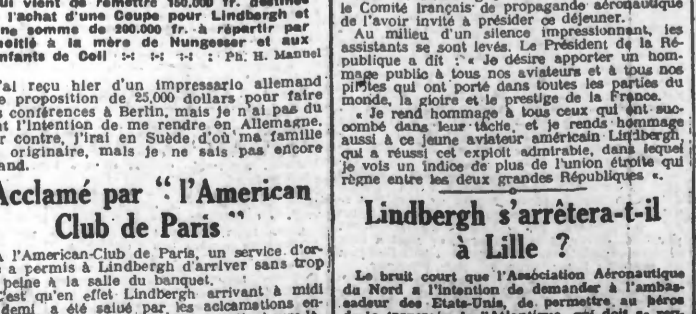 vient de remettre 150.000 fr. destinés
l'achat d'une Coupe pour Lindbergh et
une somme de 200.000 fr. à répartir par
moitié à la mère de Nungesser et aux
enfants de Coli :-: :-: :-: Ph. H. Manuel
J'ai reçu hier d'un impressario allemand
proposition de 25,000 dollars pour faire
conférences à Berlin, mais je n'ai pas du
l'intention de me rendre en Allemagne.
contre, j'irai en Suède, d'où ma famille
originaire, mais je ne sais pas encore
Acclamé par " l'American
Club de Paris "
A l'American-Club de Paris, un service d'or-
a permis à Lindbergh d'arriver sans trop
peine à la salle du banquet.
C'est qu'en effet Lindbergh arrivant à midi
demi a été salué par les acclamations en-
le Comité français de propagande aéronautique
de l'avoir invité à présider ce déjeuner.
Au milieu d'un silence impressionnant, les
assistants se sont levés. Le Président de la Ré-
publique a dit : « Je désire apporter un hom-
mage public à tous nos aviateurs et à tous nos
pilotes qui ont porté dans toutes les parties du
monde, la gloire et le prestige de la France.
« Je rend hommage à tous ceux qui ont suc-
combé dans leur tâche, et je rends hommage
aussi à ce jeune aviateur américain Lindbergh,
qui a réussi cet exploit admirable, dans lequel
je vois un indice de plus de l'union étroite qui
règne entre les deux grandes Républiques ».
Lindbergh s'arrêtera-t-il
à Lille ?
Le bruit court que l'Association Aéronautique
du Nord a l'intention de demander à l'ambas-
sadeur des Etats-Unis, de permettre au héros